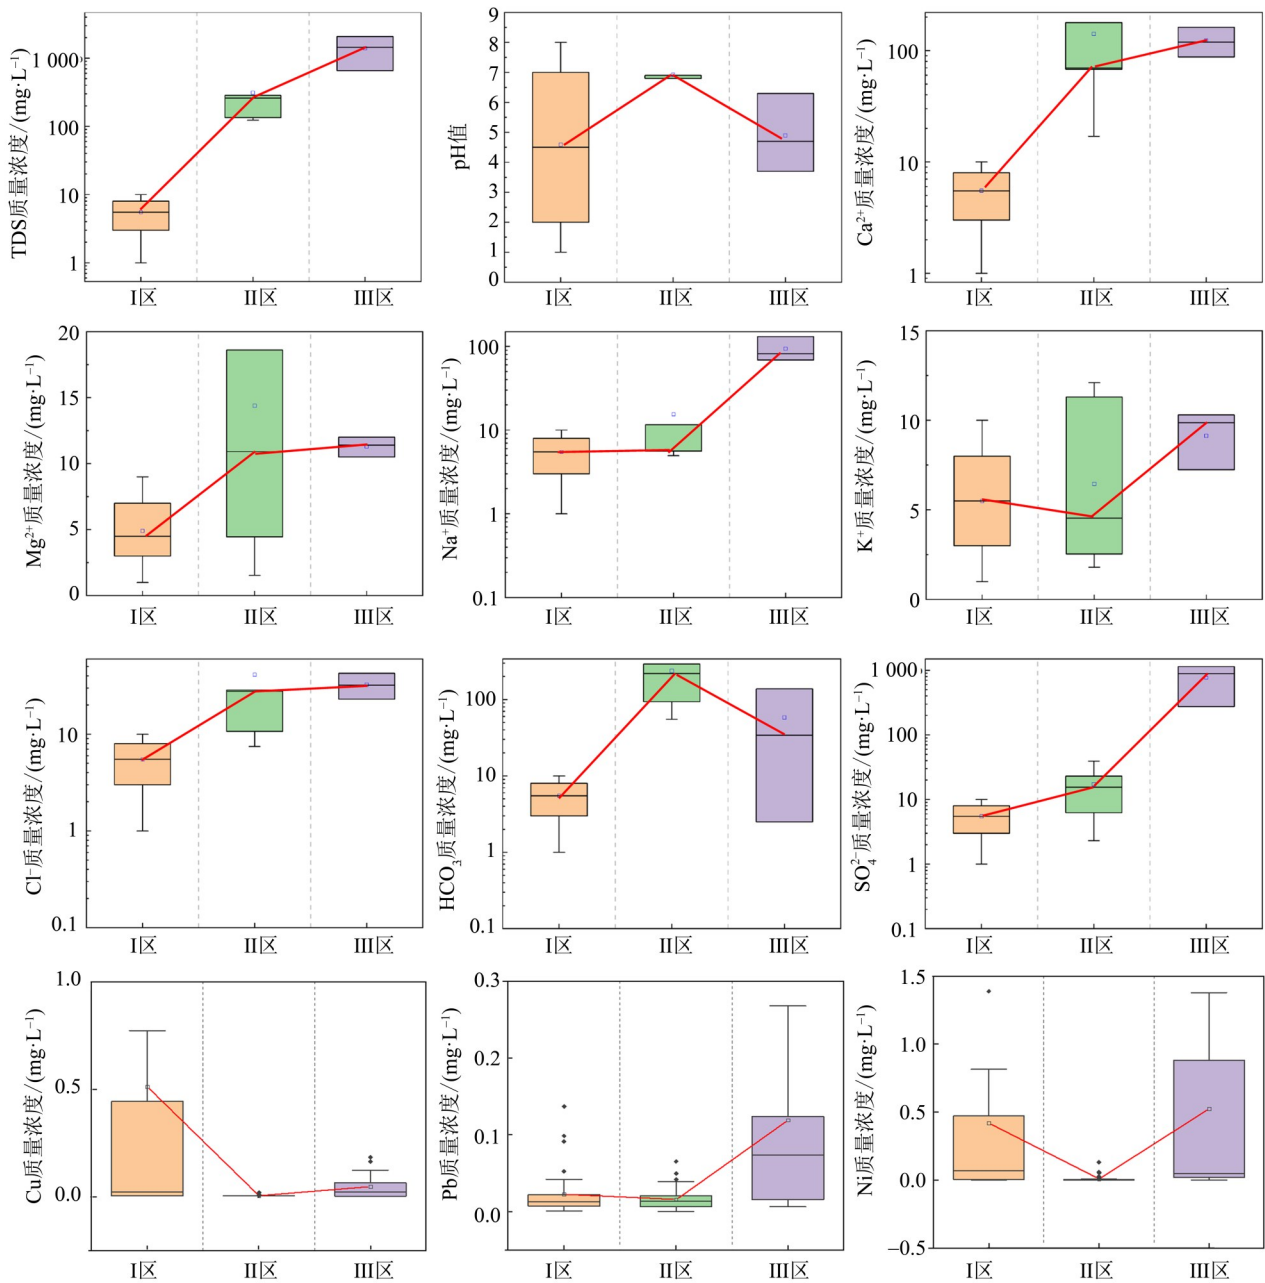 TDS质量浓度/(mg·L⁻¹)
1 000
100
10
1
I区 II区 III区
pH值
9
8
7
6
5
4
3
2
1
0
I区 II区 III区
Ca²⁺质量浓度/(mg·L⁻¹)
100
10
1
I区 II区 III区
Mg²⁺质量浓度/(mg·L⁻¹)
20
15
10
5
0
I区 II区 III区
Na⁺质量浓度/(mg·L⁻¹)
100
10
1
0.1
I区 II区 III区
K⁺质量浓度/(mg·L⁻¹)
15
10
5
0
I区 II区 III区
Cl⁻质量浓度/(mg·L⁻¹)
10
1
0.1
I区 II区 III区
HCO₃质量浓度/(mg·L⁻¹)
100
10
1
0.1
I区 II区 III区
SO₄²⁻质量浓度/(mg·L⁻¹)
1 000
100
10
1
0.1
I区 II区 III区
Cu质量浓度/(mg·L⁻¹)
1.0
0.5
0.0
I区 II区 III区
Pb质量浓度/(mg·L⁻¹)
0.3
0.2
0.1
0.0
I区 II区 III区
Ni质量浓度/(mg·L⁻¹)
1.5
1.0
0.5
0.0
−0.5
I区 II区 III区